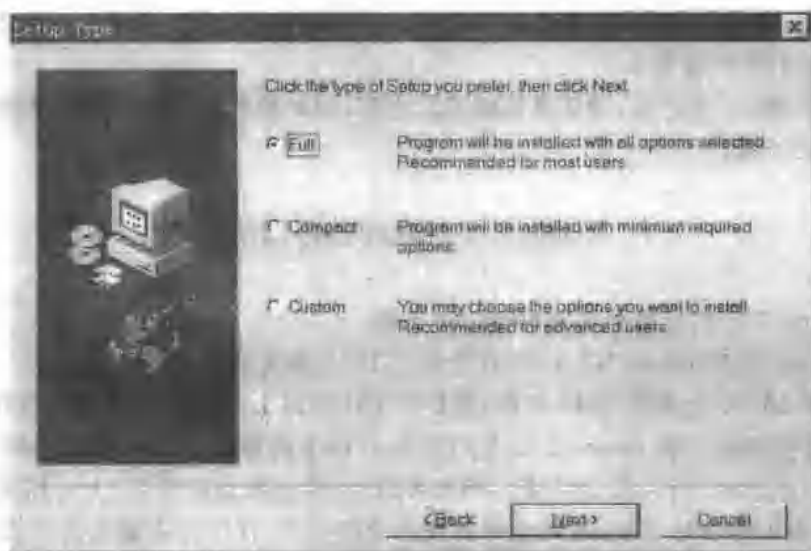 Setup Type
Click the type of Setup you prefer, then click Next.
Full
Program will be installed with all options selected.
Recommended for most users.
Compact
Program will be installed with minimum required
options.
Custom
You may choose the options you want to install.
Recommended for advanced users.
<Back
Next>
Cancel